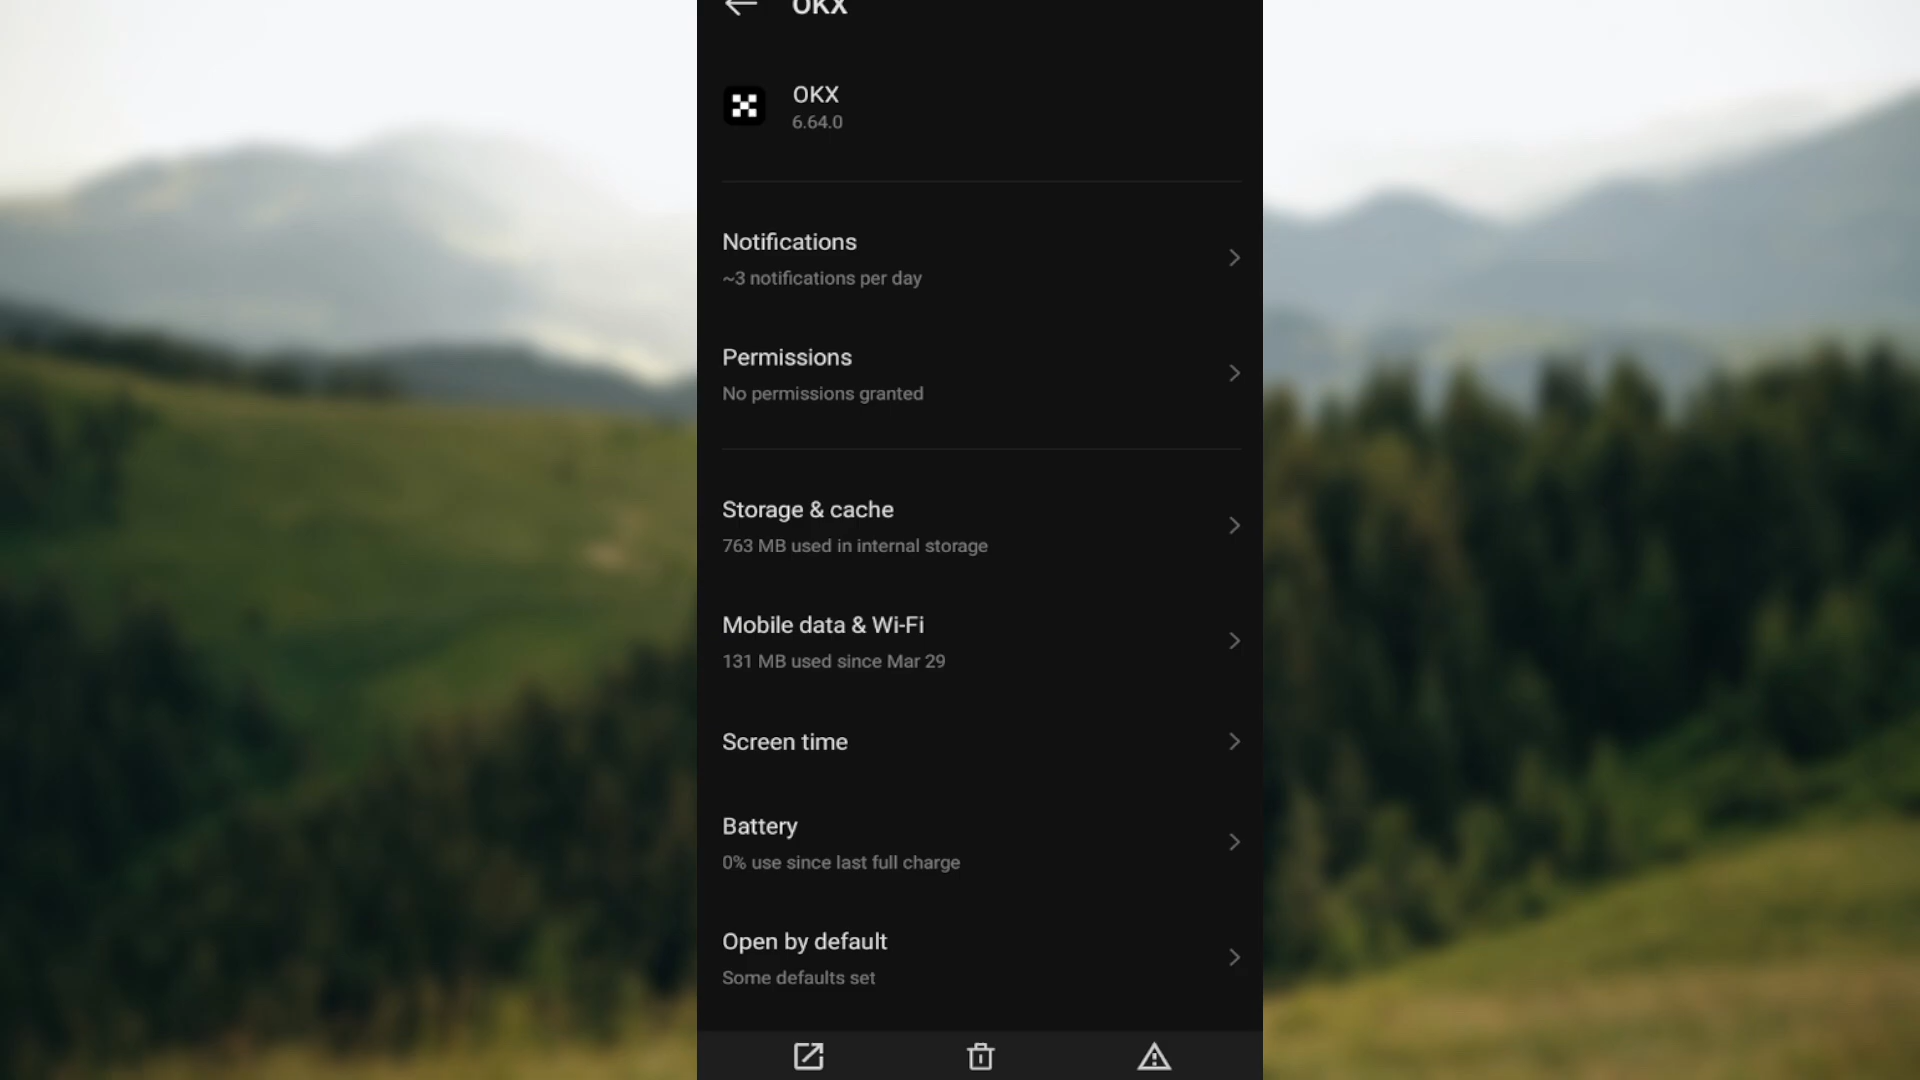 OKX
OKX
6.64.0
Notifications
~3 notifications per day
Permissions
No permissions granted
Storage & cache
763 MB used in internal storage
Mobile data & Wi-Fi
131 MB used since Mar 29
Screen time
Battery
0% use since last full charge
Open by default
Some defaults set